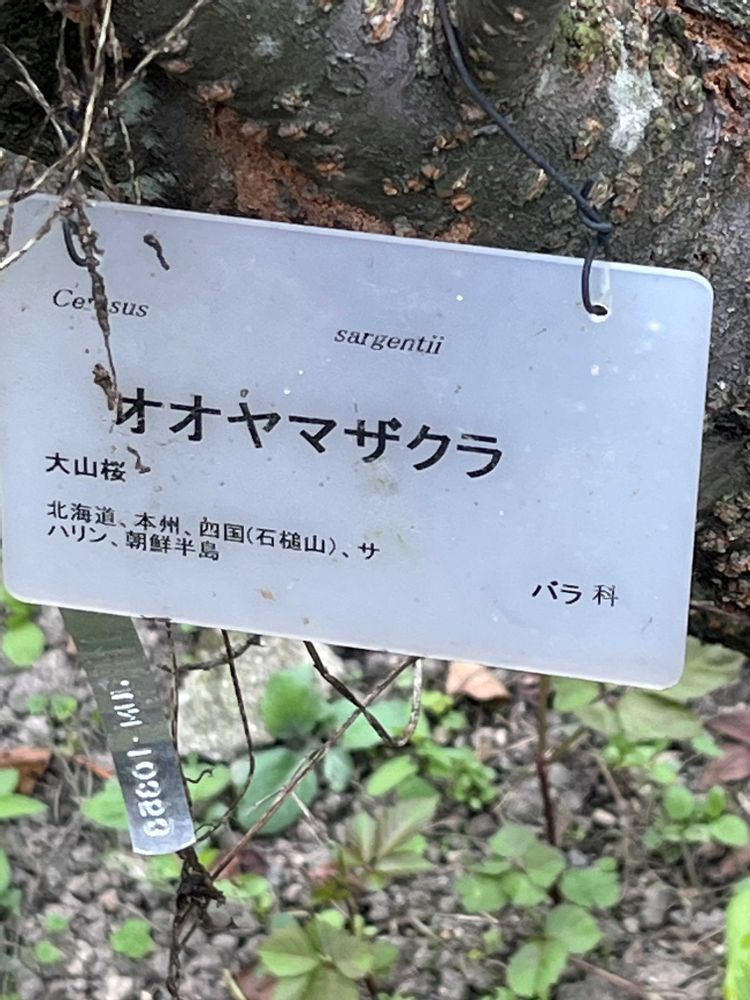 Cerasus
sargentii
オオヤマザクラ
大山桜
北海道、本州、四国(石槌山)、サ
ハリン、朝鮮半島
バラ 科